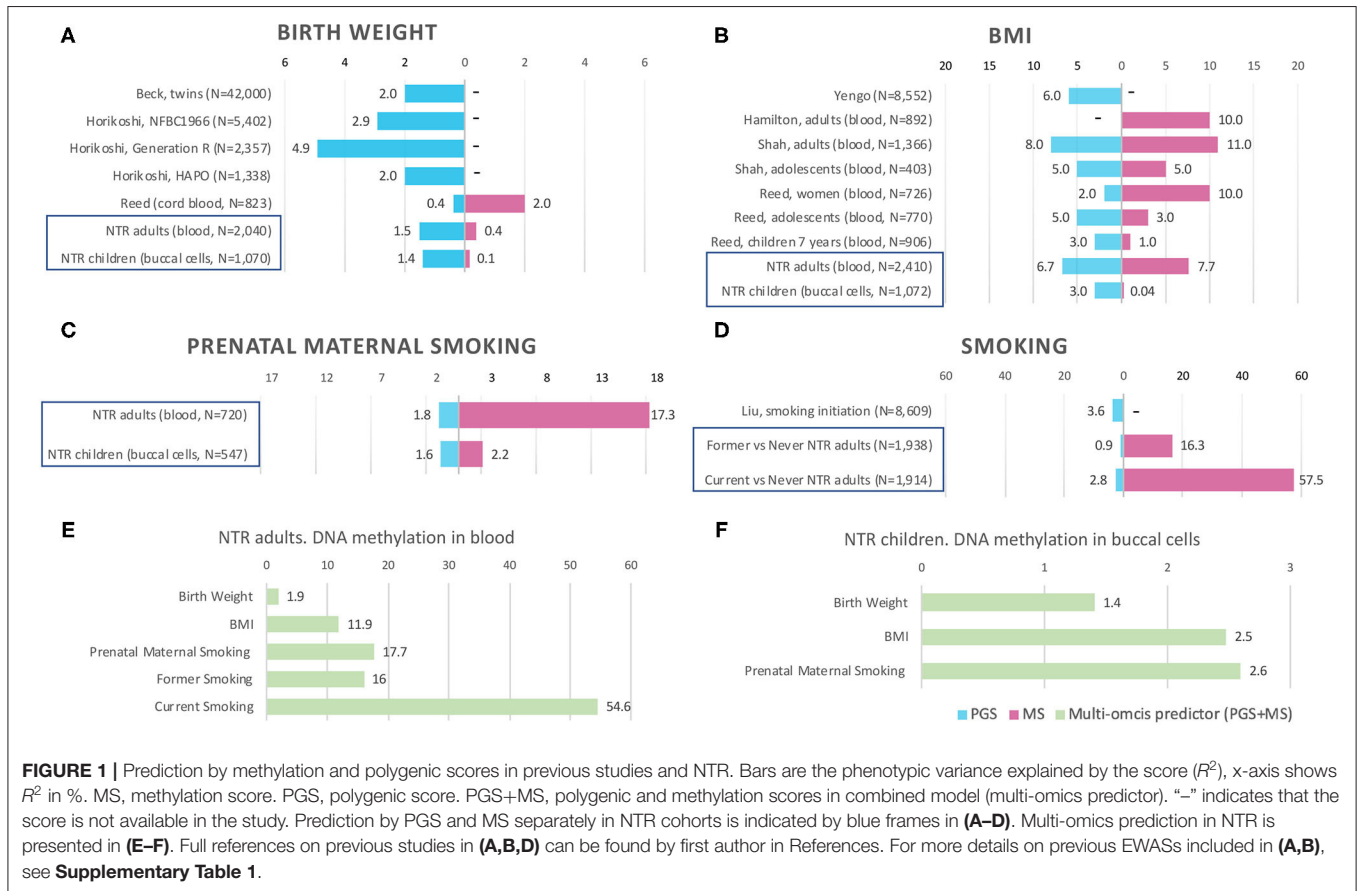 A
BIRTH WEIGHT
6 4 2 0 2 4 6
Beck, twins (N=42,000) 2.0 –
Horikoshi, NFBC1966 (N=5,402) 2.9 –
Horikoshi, Generation R (N=2,357) 4.9 –
Horikoshi, HAPO (N=1,338) 2.0 –
Reed (cord blood, N=823) 0.4 2.0
NTR adults (blood, N=2,040) 1.5 0.4
NTR children (buccal cells, N=1,070) 1.4 0.1
B
BMI
20 15 10 5 0 5 10 15 20
Yengo (N=8,552) 6.0 –
Hamilton, adults (blood, N=892) – 10.0
Shah, adults (blood, N=1,366) 8.0 11.0
Shah, adolescents (blood, N=403) 5.0 5.0
Reed, women (blood, N=726) 2.0 10.0
Reed, adolescents (blood, N=770) 5.0 3.0
Reed, children 7 years (blood, N=906) 3.0 1.0
NTR adults (blood, N=2,410) 6.7 7.7
NTR children (buccal cells, N=1,072) 3.0 0.04
C
PRENATAL MATERNAL SMOKING
17 12 7 2 3 8 13 18
NTR adults (blood, N=720) 1.8 17.3
NTR children (buccal cells, N=547) 1.6 2.2
D
SMOKING
60 40 20 0 20 40 60
Liu, smoking initiation (N=8,609) 3.6 –
Former vs Never NTR adults (N=1,938) 0.9 16.3
Current vs Never NTR adults (N=1,914) 2.8 57.5
E
NTR adults. DNA methylation in blood
0 10 20 30 40 50 60
Birth Weight 1.9
BMI 11.9
Prenatal Maternal Smoking 17.7
Former Smoking 16
Current Smoking 54.6
F
NTR children. DNA methylation in buccal cells
0 1 2 3
Birth Weight 1.4
BMI 2.5
Prenatal Maternal Smoking 2.6
PGS MS Multi-omcis predictor (PGS+MS)
FIGURE 1 | Prediction by methylation and polygenic scores in previous studies and NTR. Bars are the phenotypic variance explained by the score (R²), x-axis shows
R² in %. MS, methylation score. PGS, polygenic score. PGS+MS, polygenic and methylation scores in combined model (multi-omics predictor). “–” indicates that the
score is not available in the study. Prediction by PGS and MS separately in NTR cohorts is indicated by blue frames in (A–D). Multi-omics prediction in NTR is
presented in (E–F). Full references on previous studies in (A,B,D) can be found by first author in References. For more details on previous EWASs included in (A,B),
see Supplementary Table 1.